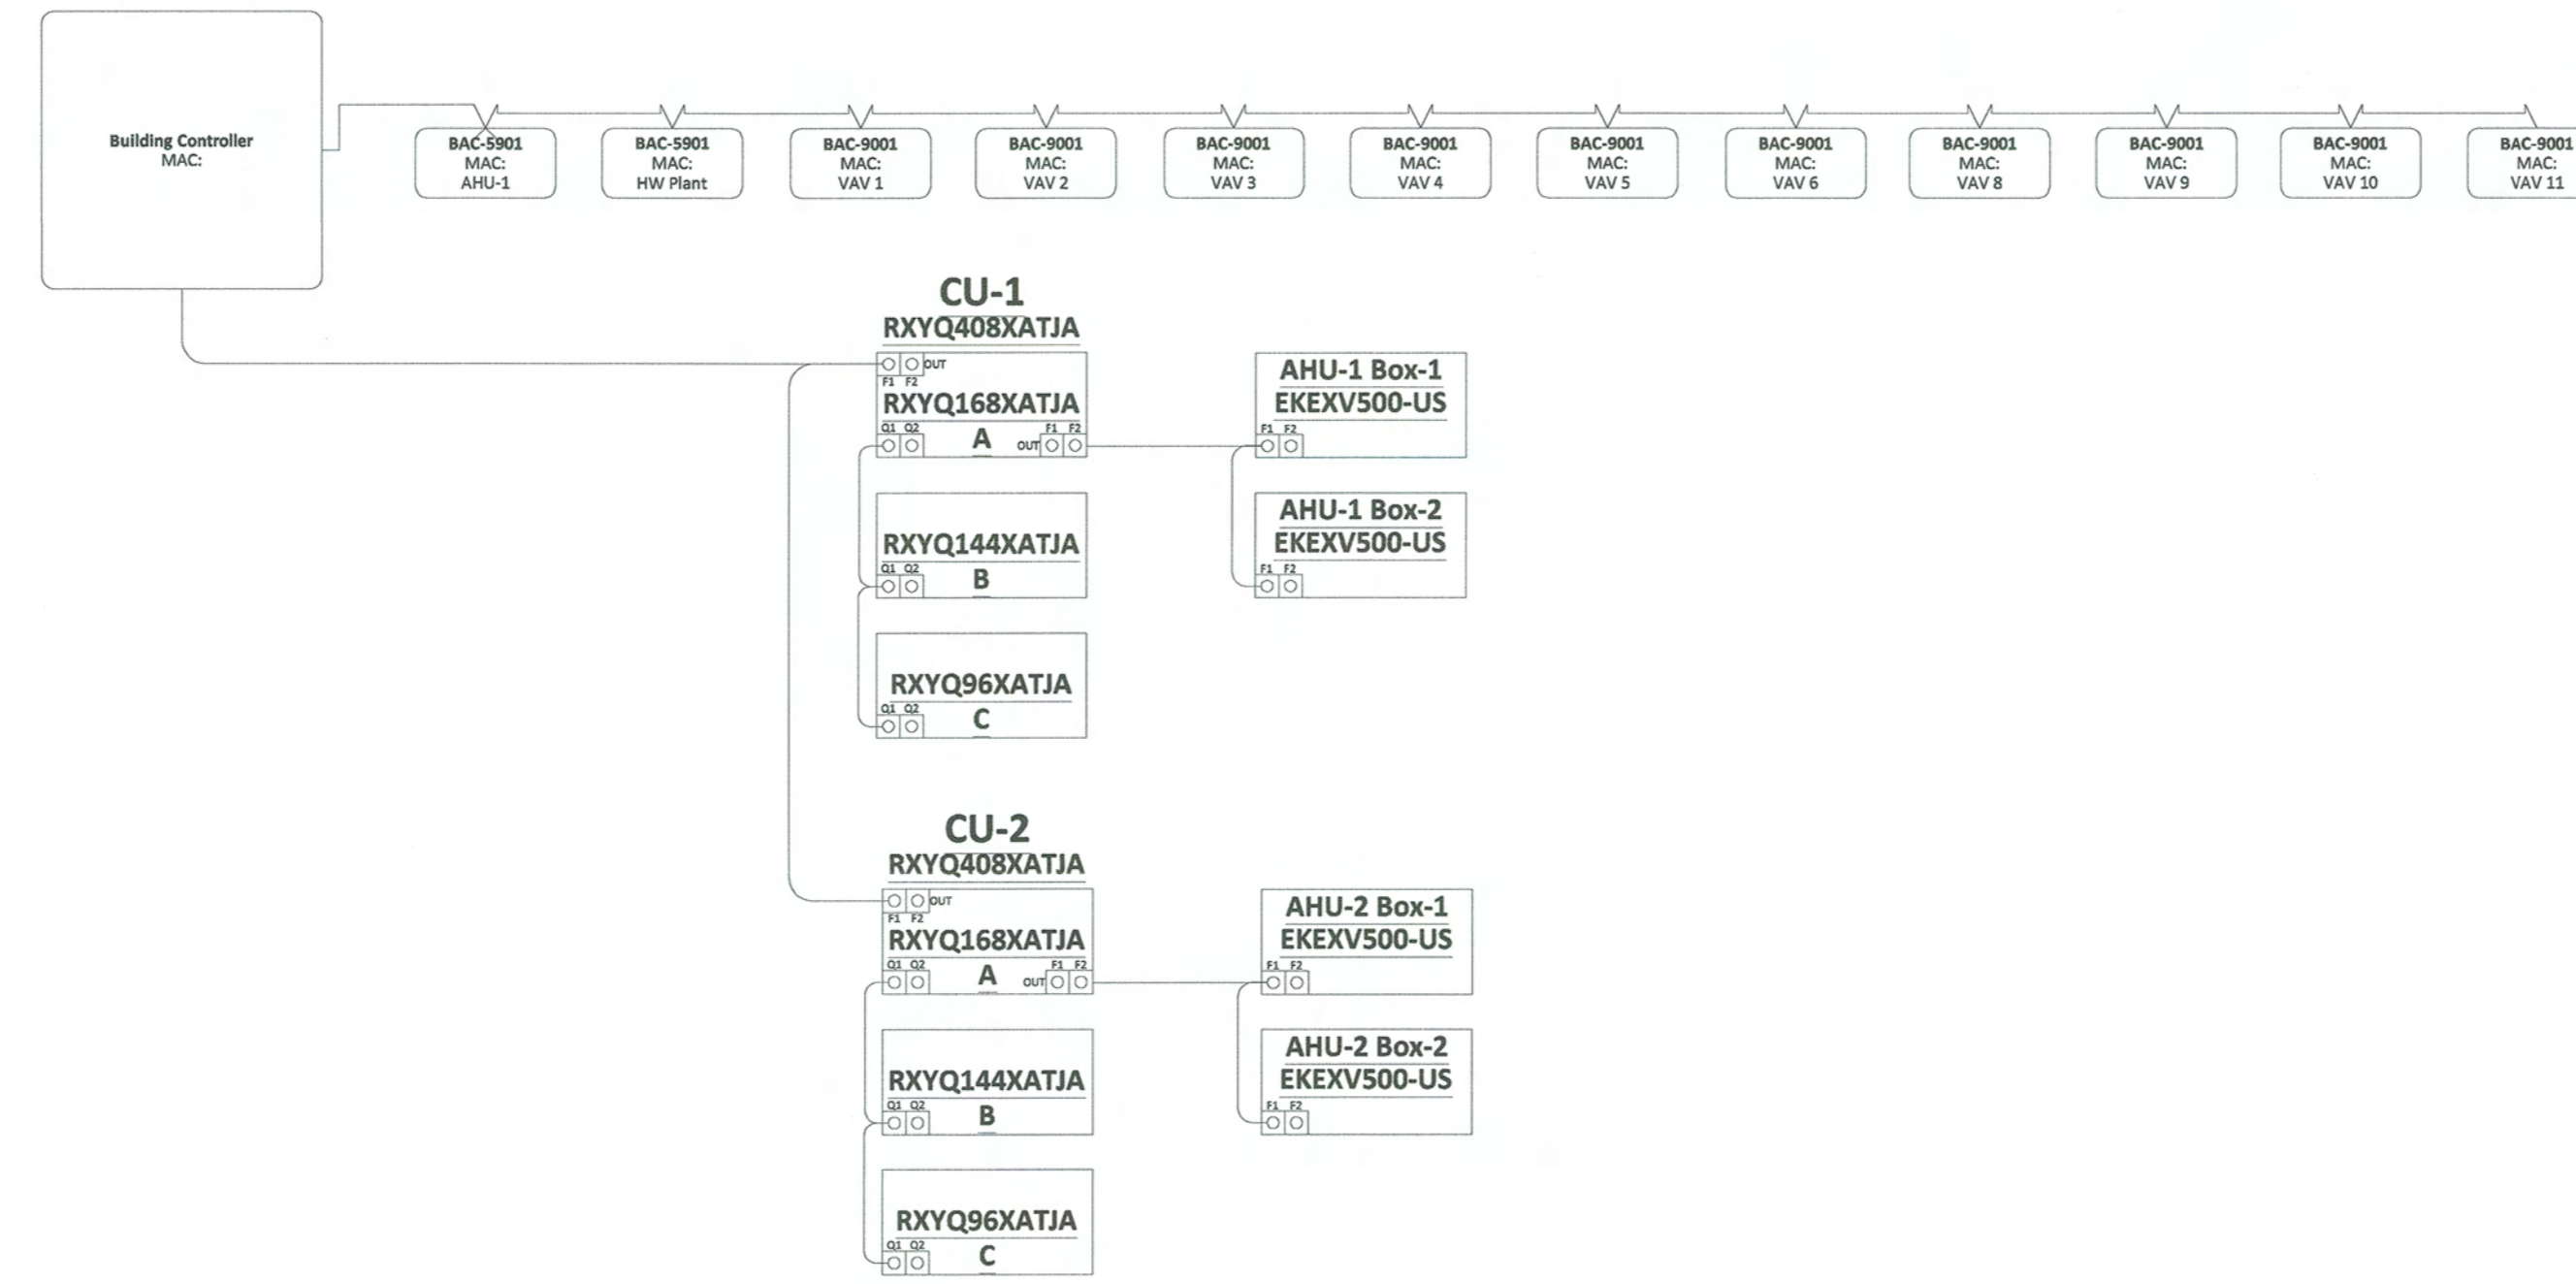 Building Controller
MAC:
BAC-5901
MAC:
AHU-1
BAC-5901
MAC:
HW Plant
BAC-9001
MAC:
VAV 1
BAC-9001
MAC:
VAV 2
BAC-9001
MAC:
VAV 3
BAC-9001
MAC:
VAV 4
BAC-9001
MAC:
VAV 5
BAC-9001
MAC:
VAV 6
BAC-9001
MAC:
VAV 8
BAC-9001
MAC:
VAV 9
BAC-9001
MAC:
VAV 10
BAC-9001
MAC:
VAV 11
CU-1
RXYQ408XATJA
OUT
F1 F2
RXYQ168XATJA
Q1 Q2
A
OUT
F1 F2
AHU-1 Box-1
EKEXV500-US
F1 F2
RXYQ144XATJA
Q1 Q2
B
AHU-1 Box-2
EKEXV500-US
F1 F2
RXYQ96XATJA
Q1 Q2
C
CU-2
RXYQ408XATJA
OUT
F1 F2
RXYQ168XATJA
Q1 Q2
A
OUT
F1 F2
AHU-2 Box-1
EKEXV500-US
F1 F2
RXYQ144XATJA
Q1 Q2
B
AHU-2 Box-2
EKEXV500-US
F1 F2
RXYQ96XATJA
Q1 Q2
C